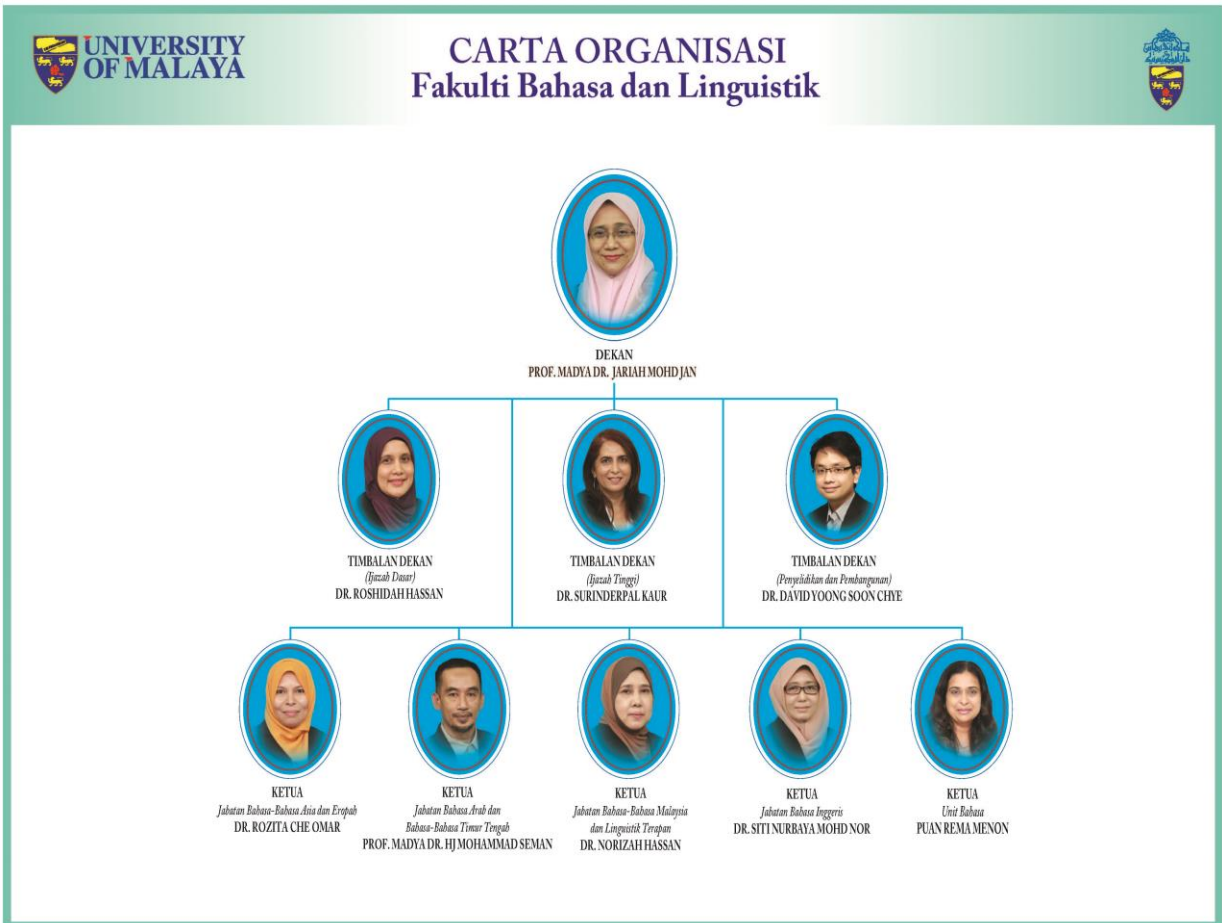 UNIVERSITY
OF MALAYA
CARTA ORGANISASI
Fakulti Bahasa dan Linguistik
DEKAN
PROF. MADYA DR. JARIAH MOHD JAN
TIMBALAN DEKAN
(Ijazah Dasar)
DR. ROSHIDAH HASSAN
TIMBALAN DEKAN
(Ijazah Tinggi)
DR. SURINDERPAL KAUR
TIMBALAN DEKAN
(Penyelidikan dan Pembangunan)
DR. DAVID YOONG SOON CHYE
KETUA
Jabatan Bahasa-Bahasa Asia dan Eropah
DR. ROZITA CHE OMAR
KETUA
Jabatan Bahasa Arab dan
Bahasa-Bahasa Timur Tengah
PROF. MADYA DR. HJ MOHAMMAD SEMAN
KETUA
Jabatan Bahasa-Bahasa Malaysia
dan Linguistik Terapan
DR. NORIZAH HASSAN
KETUA
Jabatan Bahasa Inggeris
DR. SITI NURBAYA MOHD NOR
KETUA
Unit Bahasa
PUAN REMA MENON